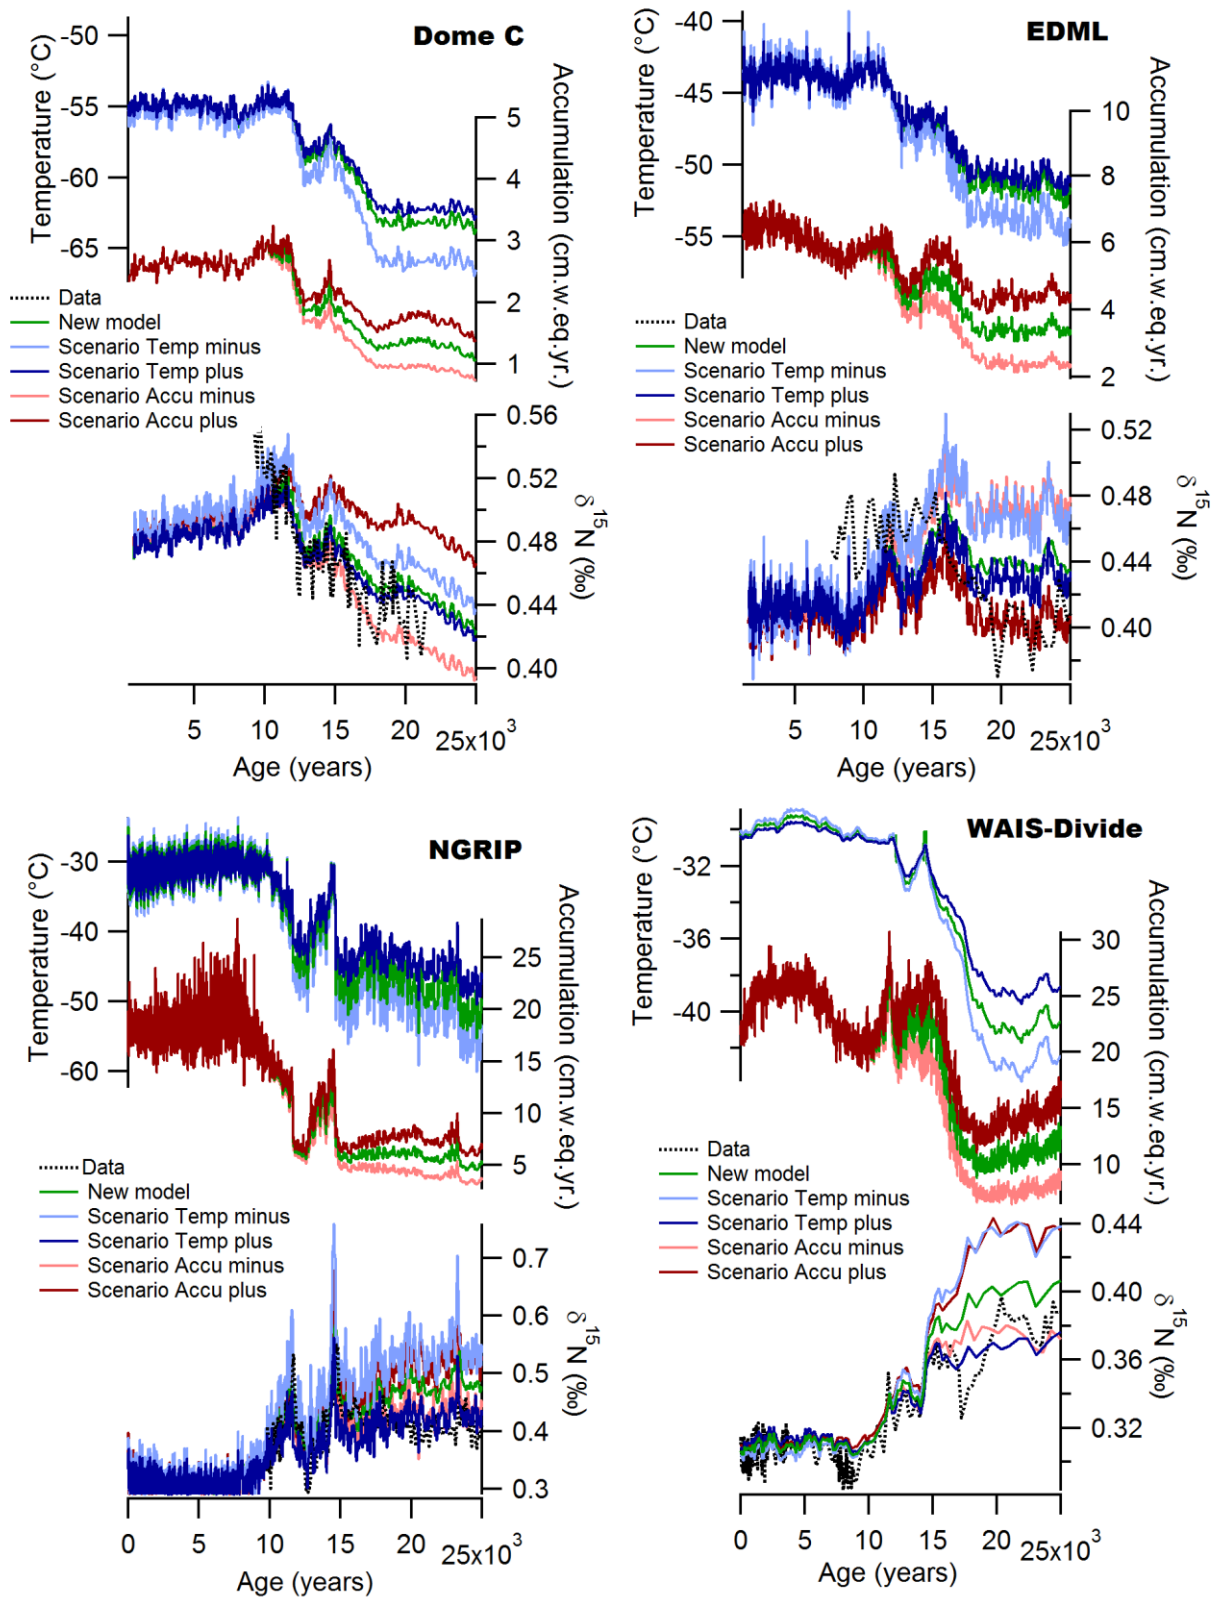 Dome C
Temperature (°C)
-50
-55
-60
-65
Accumulation (cm.w.eq.yr.)
5
4
3
2
1
Data
New model
Scenario Temp minus
Scenario Temp plus
Scenario Accu minus
Scenario Accu plus
0.56
0.52
0.48
0.44
0.40
δ15N (‰)
5 10 15 20 25x10³
Age (years)
EDML
Temperature (°C)
-40
-45
-50
-55
Accumulation (cm.w.eq.yr.)
10
8
6
4
2
Data
New model
Scenario Temp minus
Scenario Temp plus
Scenario Accu minus
Scenario Accu plus
0.52
0.48
0.44
0.40
δ15N (‰)
5 10 15 20 25x10³
Age (years)
NGRIP
Temperature (°C)
-30
-40
-50
-60
Accumulation (cm.w.eq.yr.)
25
20
15
10
5
Data
New model
Scenario Temp minus
Scenario Temp plus
Scenario Accu minus
Scenario Accu plus
0.7
0.6
0.5
0.4
0.3
δ15N (‰)
0 5 10 15 20 25x10³
Age (years)
WAIS-Divide
Temperature (°C)
-32
-36
-38
-40
Accumulation (cm.w.eq.yr.)
30
25
20
15
10
Data
New model
Scenario Temp minus
Scenario Temp plus
Scenario Accu minus
Scenario Accu plus
0.44
0.40
0.36
0.32
δ15N (‰)
0 5 10 15 20 25x10³
Age (years)